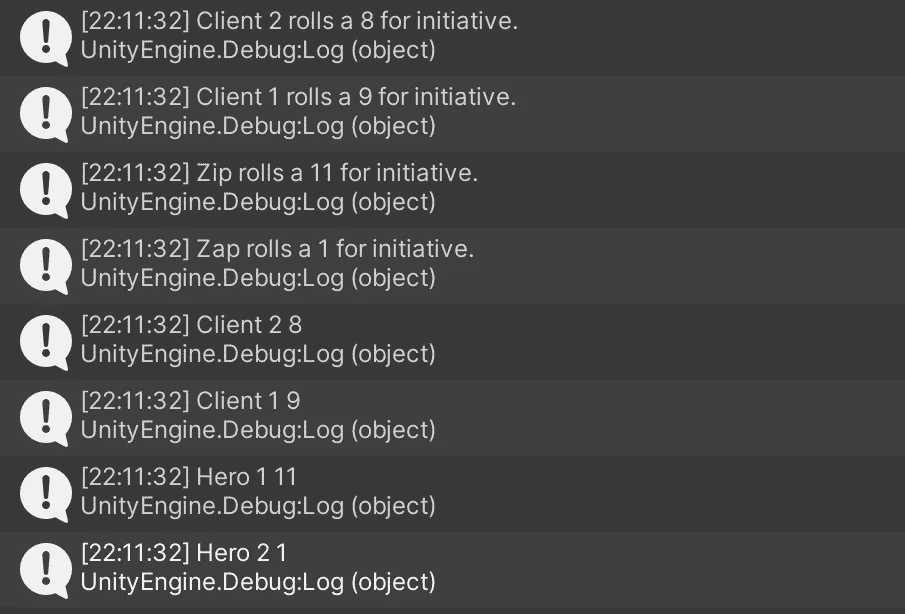 [22:11:32] Client 2 rolls a 8 for initiative.
UnityEngine.Debug:Log (object)
[22:11:32] Client 1 rolls a 9 for initiative.
UnityEngine.Debug:Log (object)
[22:11:32] Zip rolls a 11 for initiative.
UnityEngine.Debug:Log (object)
[22:11:32] Zap rolls a 1 for initiative.
UnityEngine.Debug:Log (object)
[22:11:32] Client 2 8
UnityEngine.Debug:Log (object)
[22:11:32] Client 1 9
UnityEngine.Debug:Log (object)
[22:11:32] Hero 1 11
UnityEngine.Debug:Log (object)
[22:11:32] Hero 2 1
UnityEngine.Debug:Log (object)